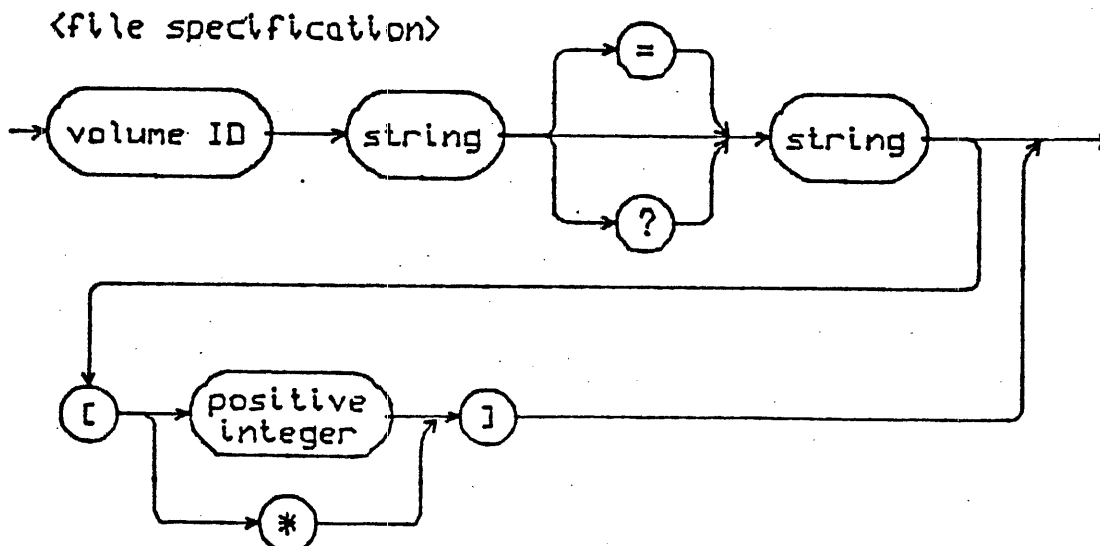 <file specification>
=
volume ID
string
string
?
[
positive
integer
]
*